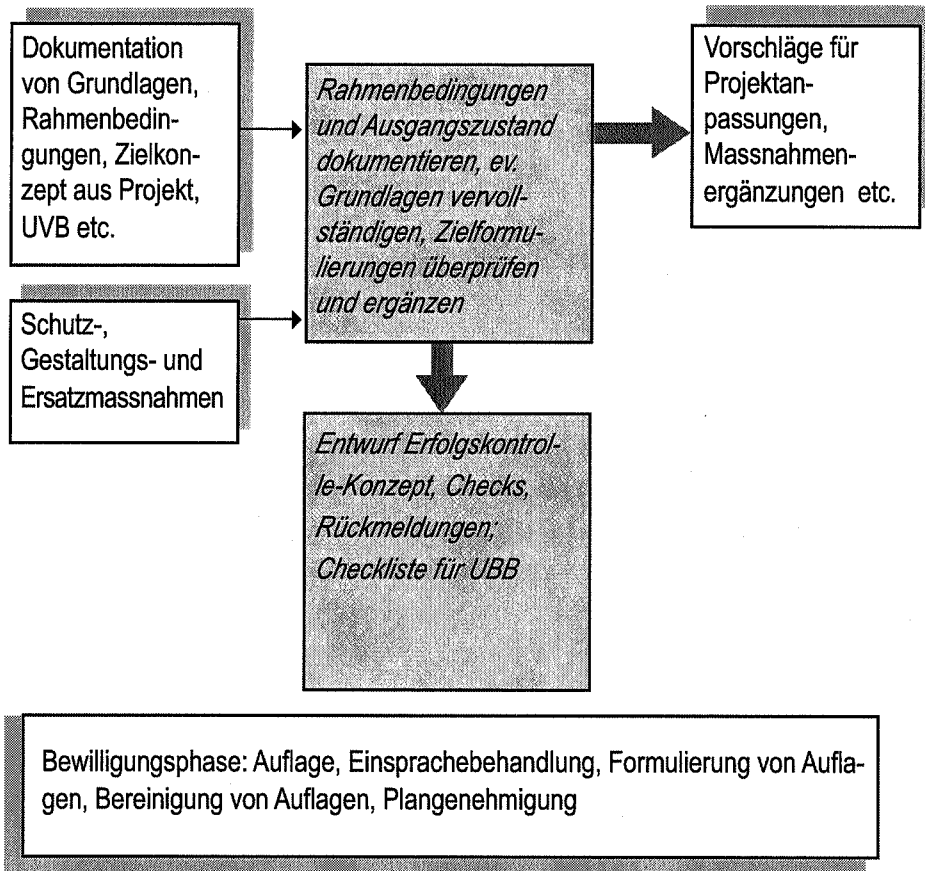 Dokumentation
von Grundlagen,
Rahmenbedin-
gungen, Zielkon-
zept aus Projekt,
UVB etc.
Schutz-,
Gestaltungs- und
Ersatzmassnahmen
Rahmenbedingungen
und Ausgangszustand
dokumentieren, ev.
Grundlagen vervoll-
ständigen, Zielformu-
lierungen überprüfen
und ergänzen
Vorschläge für
Projektan-
passungen,
Massnahmen-
ergänzungen etc.
Entwurf Erfolgskontrol-
le-Konzept, Checks,
Rückmeldungen;
Checkliste für UBB
Bewilligungsphase: Auflage, Einsprachebehandlung, Formulierung von Aufla-
gen, Bereinigung von Auflagen, Plangenehmigung